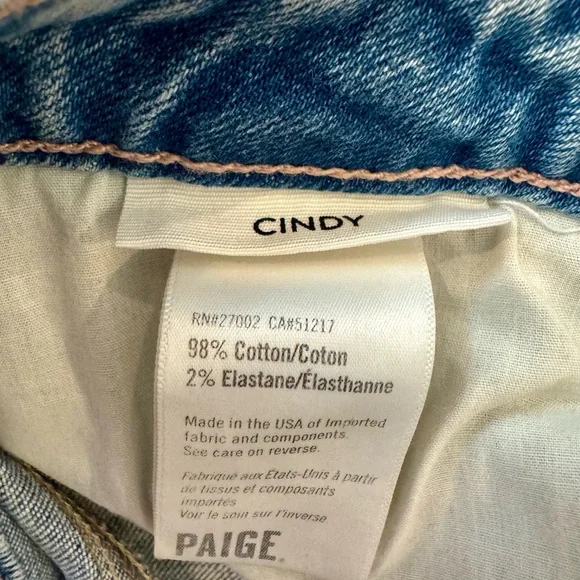 CINDY
RN#27002 CA#51217
98% Cotton/Coton
2% Elastane/Élasthanne
Made in the USA of Imported
fabric and components.
See care on reverse.
Fabriqué aux États-Unis à partir
de tissus et composants
importés
Voir le soin sur l'inverse
PAIGE